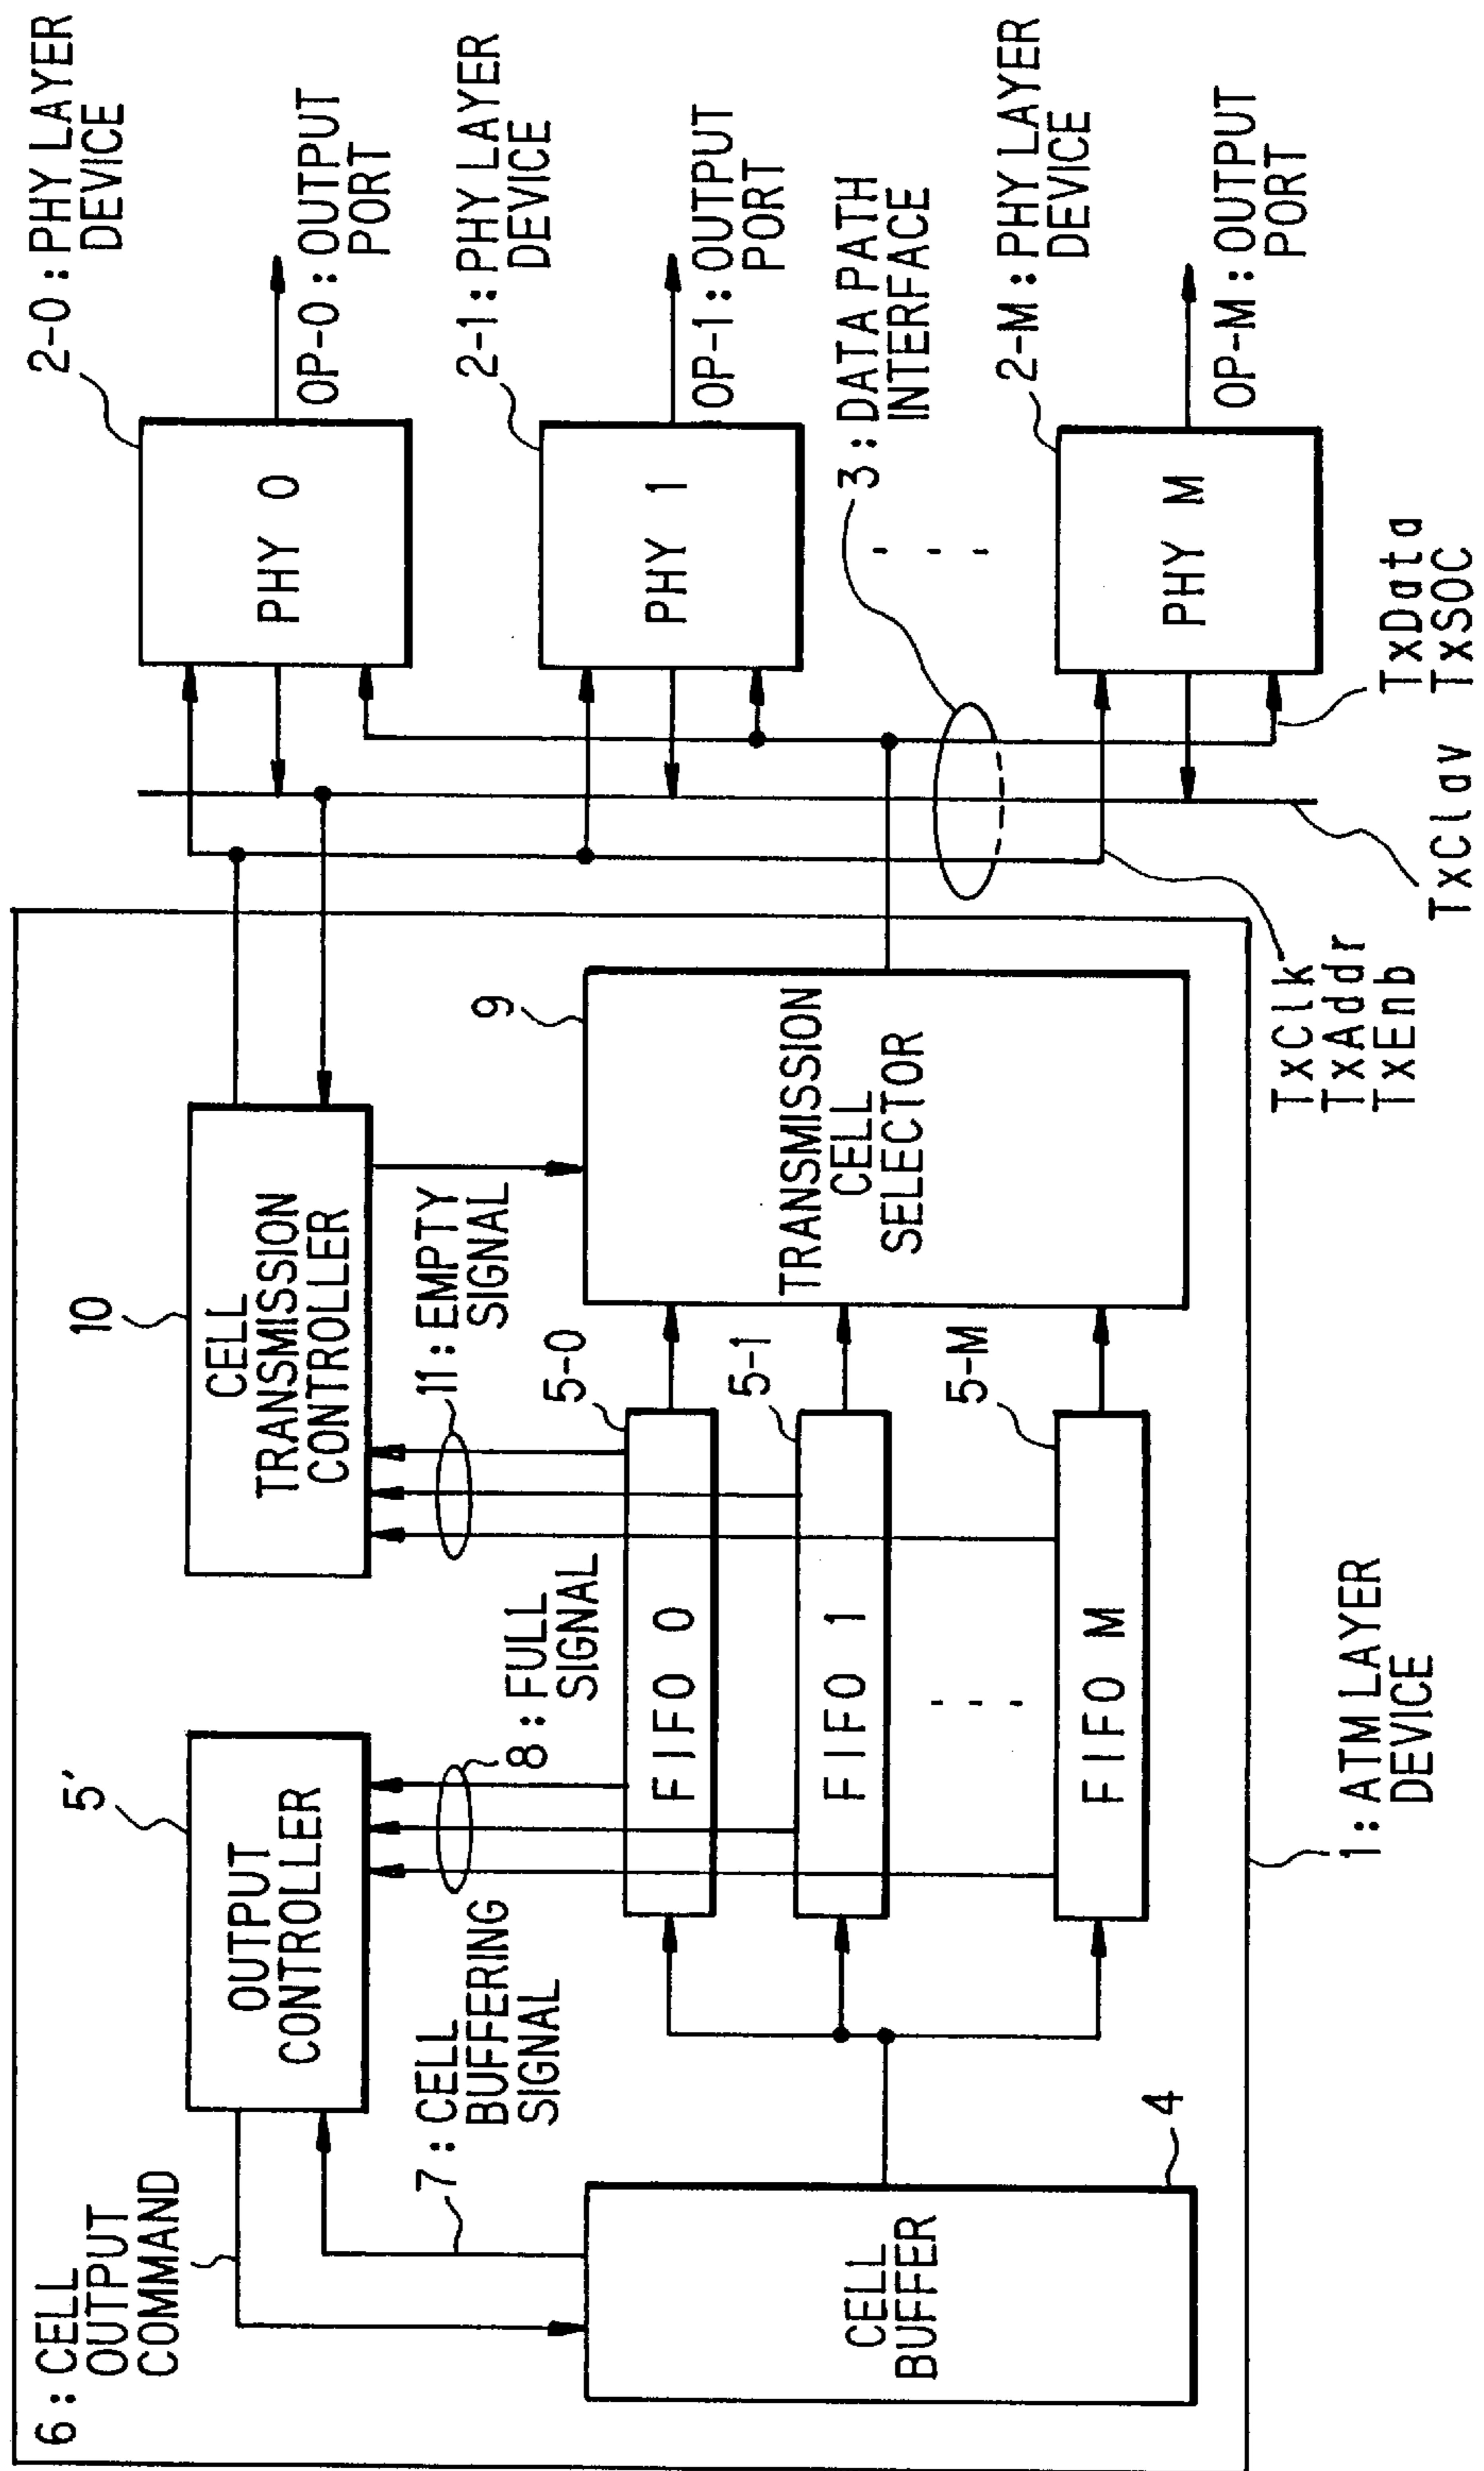 6 : CELL
OUTPUT
COMMAND
5′
OUTPUT
CONTROLLER
10
CELL
TRANSMISSION
CONTROLLER
7 : CELL
BUFFERING
SIGNAL
8 : FULL
SIGNAL
11 : EMPTY
SIGNAL
9
CELL
BUFFER
4
FIFO 0
5-0
FIFO 1
5-1
FIFO M
5-M
TRANSMISSION
CELL
SELECTOR
1 : ATM LAYER
DEVICE
TxClk
TxAddr
TxEnb
TxClav
TxData
TxSOC
3 : DATA PATH
INTERFACE
PHY 0
2-0 : PHY LAYER
DEVICE
OP-0 : OUTPUT
PORT
PHY 1
2-1 : PHY LAYER
DEVICE
OP-1 : OUTPUT
PORT
PHY M
2-M : PHY LAYER
DEVICE
OP-M : OUTPUT
PORT